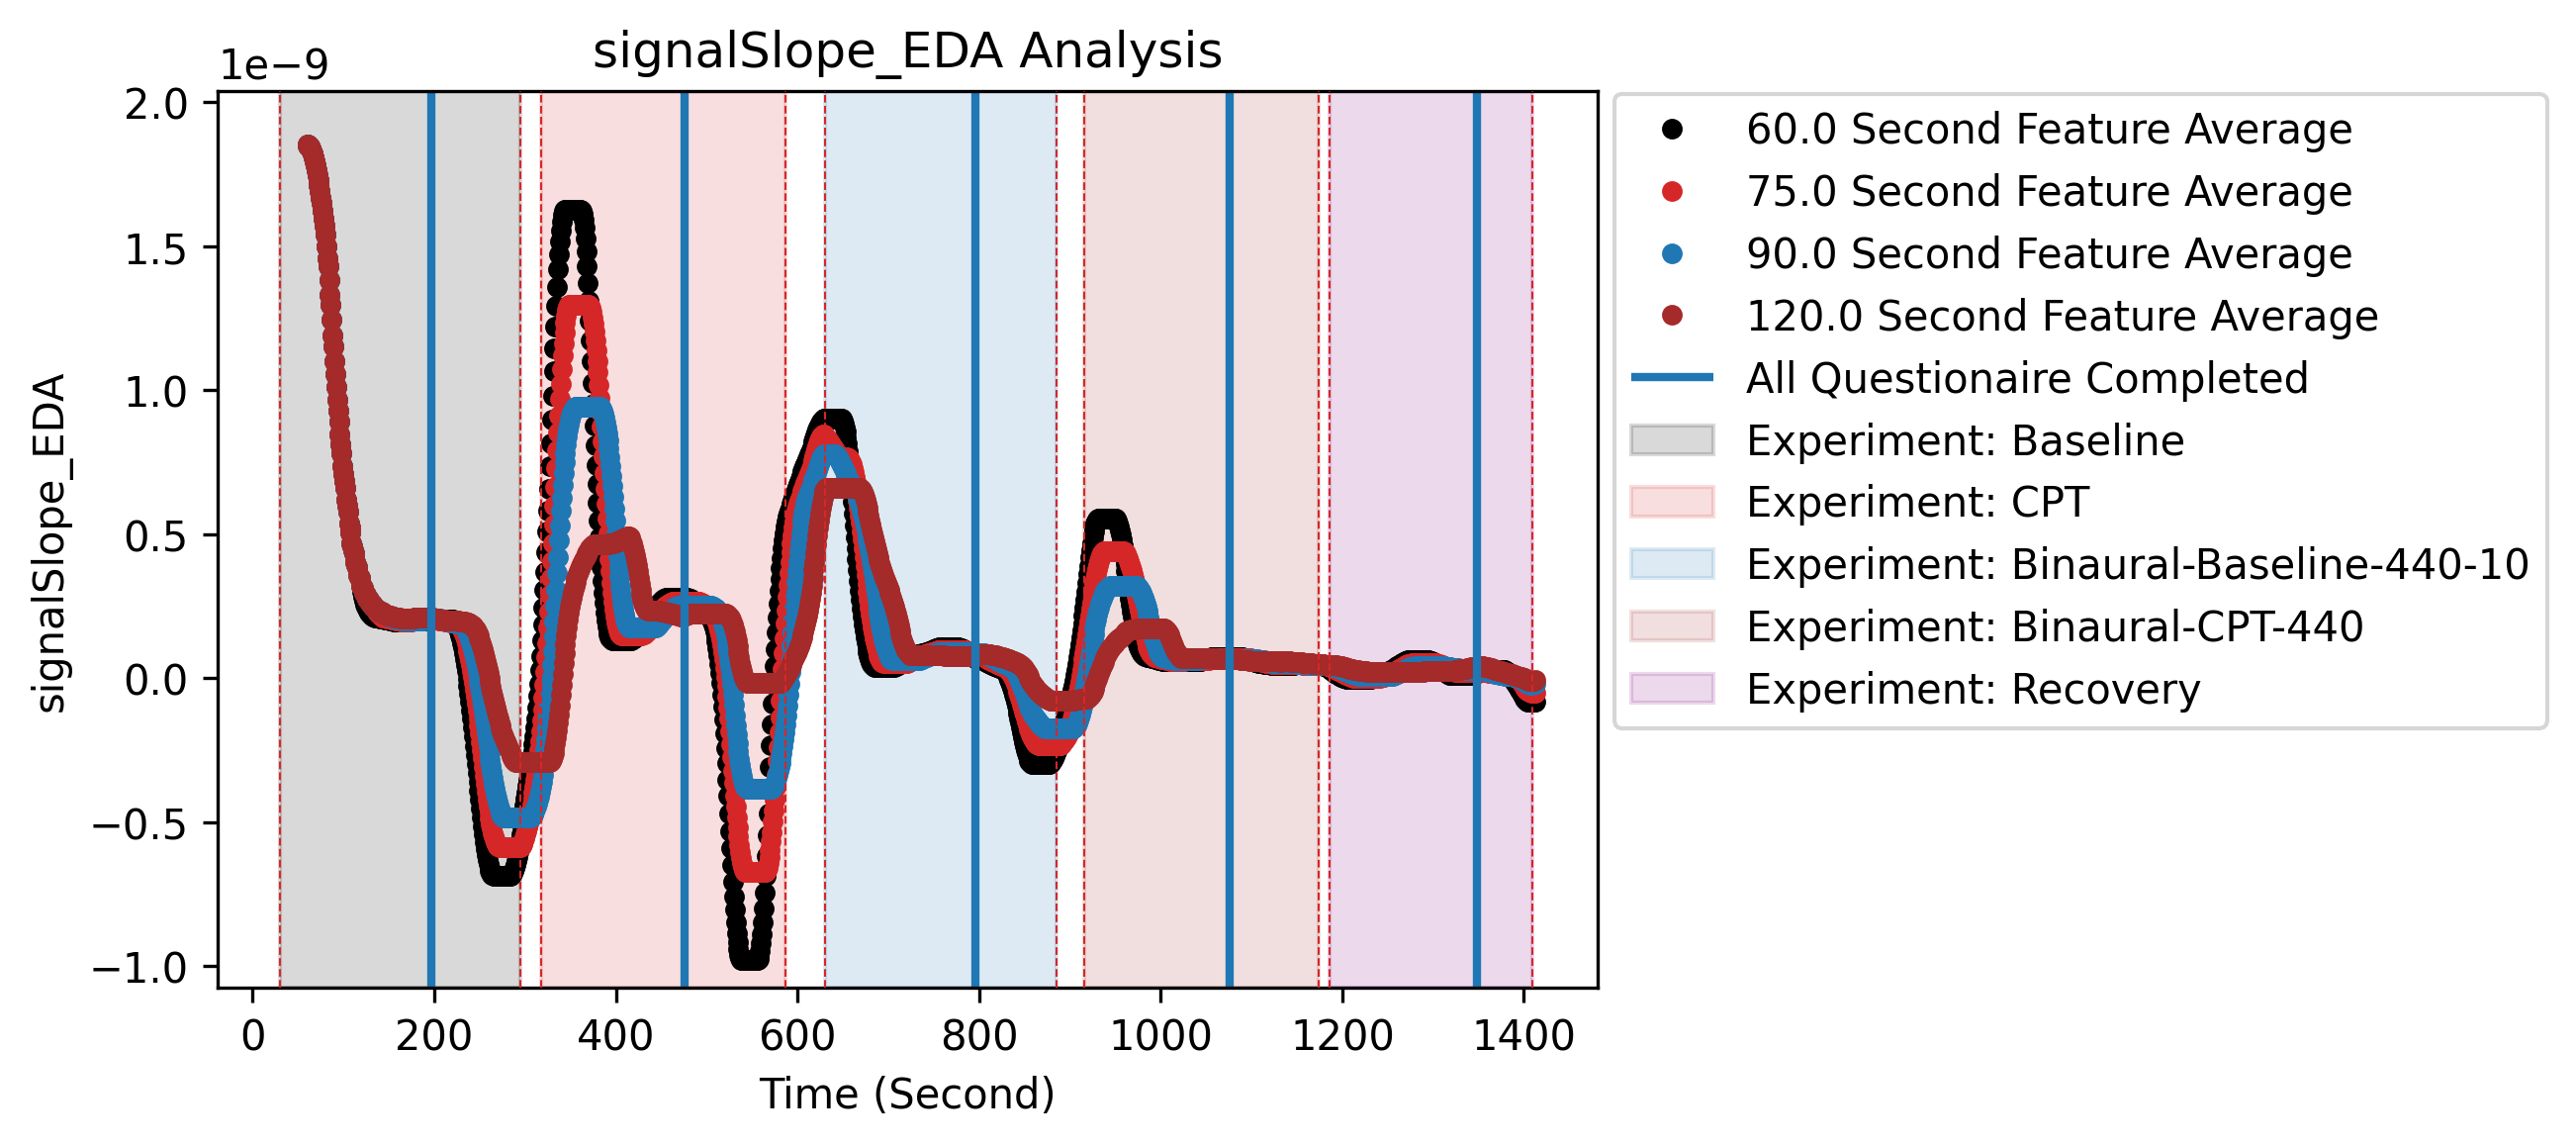 signalSlope_EDA Analysis
1e−9
2.0
1.5
1.0
0.5
0.0
−0.5
−1.0
signalSlope_EDA
0 200 400 600 800 1000 1200 1400
Time (Second)
60.0 Second Feature Average
75.0 Second Feature Average
90.0 Second Feature Average
120.0 Second Feature Average
All Questionaire Completed
Experiment: Baseline
Experiment: CPT
Experiment: Binaural-Baseline-440-10
Experiment: Binaural-CPT-440
Experiment: Recovery